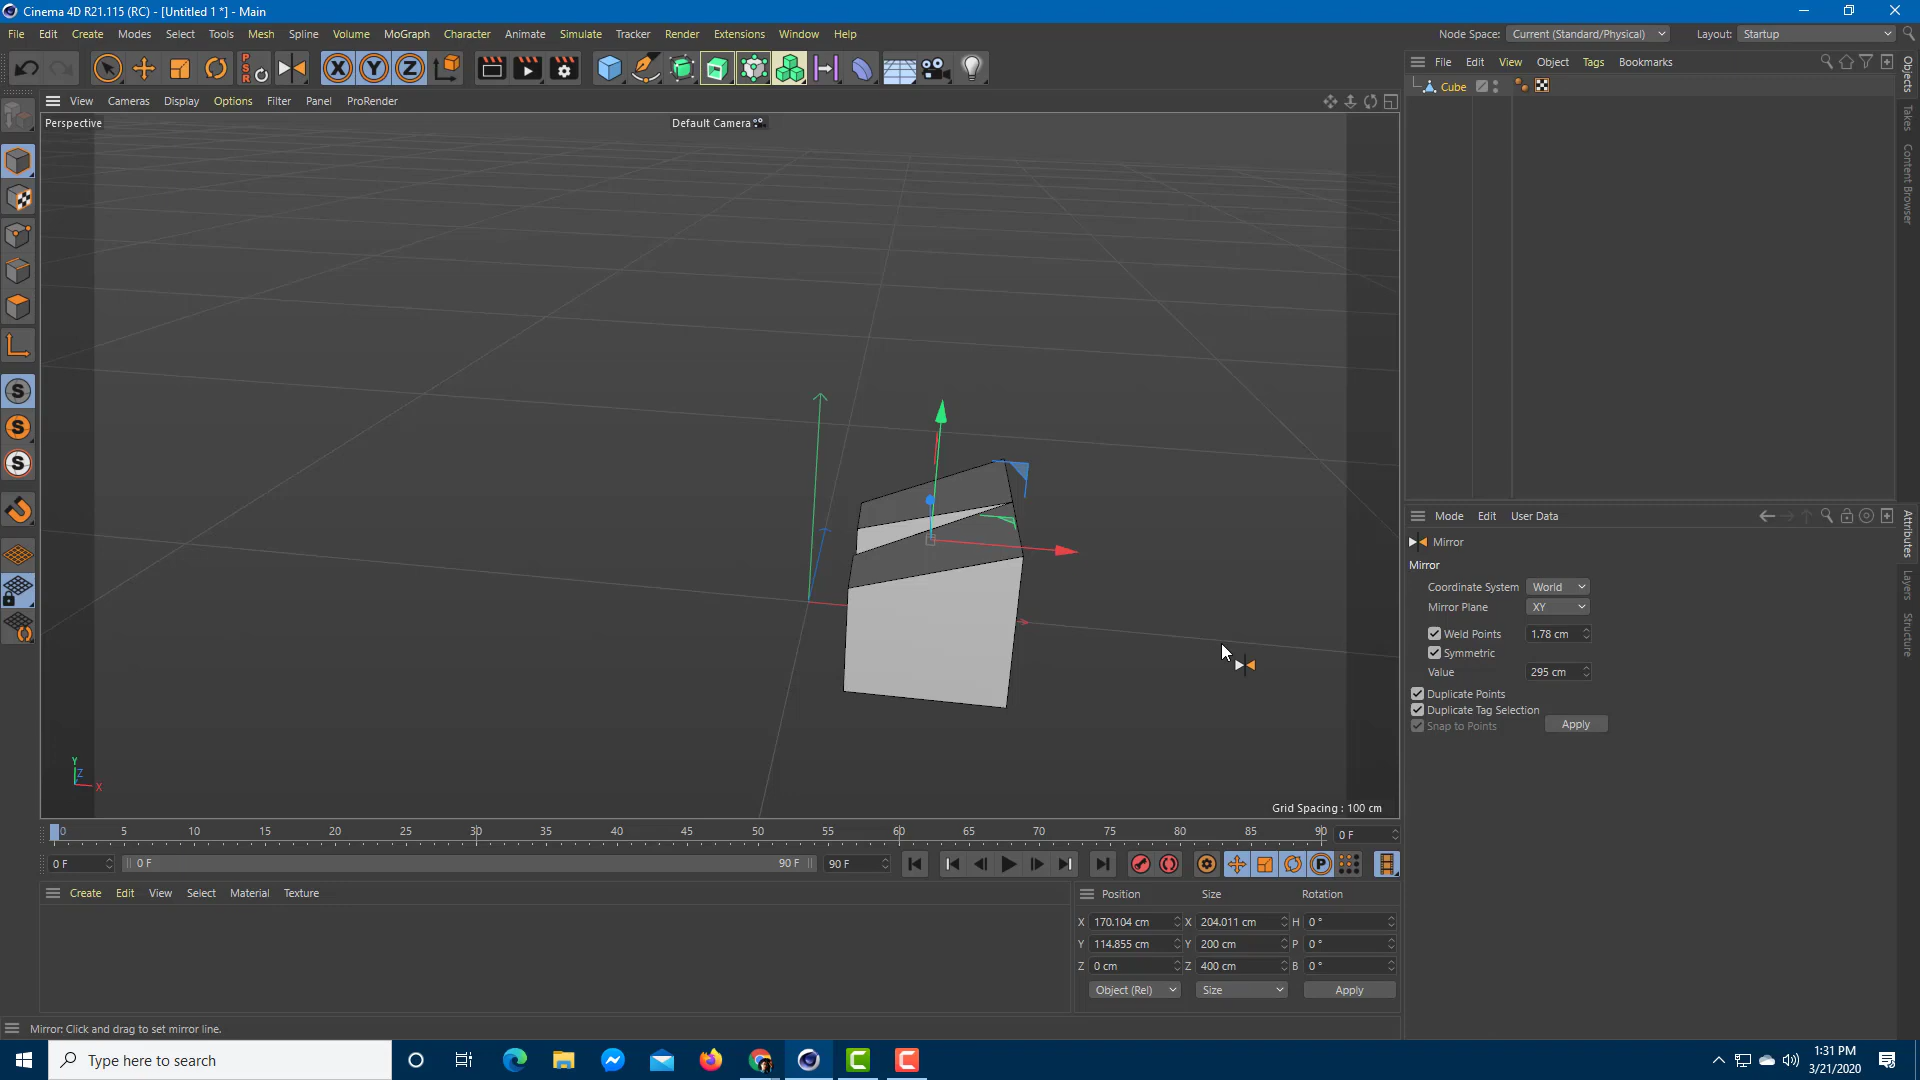 Cinema 4D R21.115 (RC) - [Untitled 1 *] - Main
File Edit Create Modes Select Tools Mesh Spline Volume MoGraph Character Animate Simulate Tracker Render Extensions Window Help
Node Space: Current (Standard/Physical) Layout: Startup
PSR X Y Z
File Edit View Object Tags Bookmarks
Cube
View Cameras Display Options Filter Panel ProRender
Perspective
Default Camera
Objects
Takes
Content Browser
Mode Edit User Data
Mirror
Mirror
Coordinate System World
Mirror Plane XY
Weld Points 1.78 cm
Symmetric
Value 295 cm
Duplicate Points
Duplicate Tag Selection
Snap to Points Apply
Attributes
Layers
Structure
S
S
S
Y
Z
X
Grid Spacing : 100 cm
0 5 10 15 20 25 30 35 40 45 50 55 60 65 70 75 80 85 90 0 F
0 F 0 F 90 F 90 F P
Create Edit View Select Material Texture
Position Size Rotation
X 170.104 cm X 204.011 cm H 0 °
Y 114.855 cm Y 200 cm P 0 °
Z 0 cm Z 400 cm B 0 °
Object (Rel) Size Apply
Mirror: Click and drag to set mirror line.
Type here to search
1:31 PM
3/21/2020